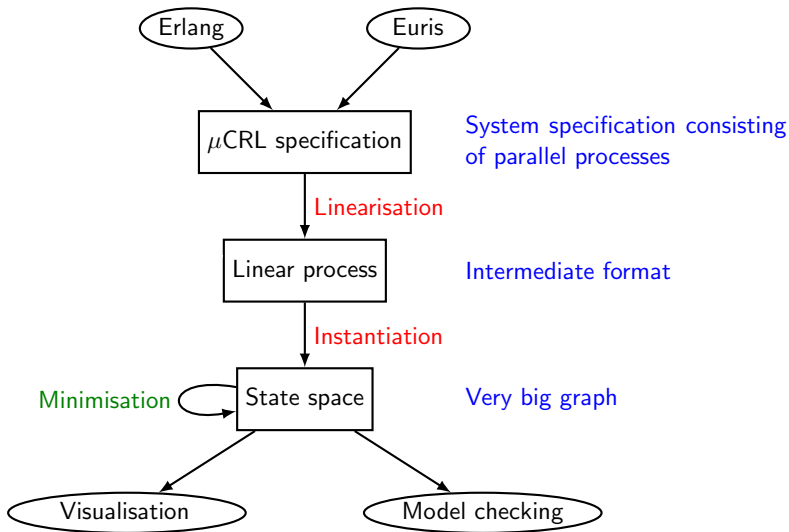 Erlang
Euris
μCRL specification
System specification consisting
of parallel processes
Linearisation
Linear process
Intermediate format
Instantiation
Minimisation
State space
Very big graph
Visualisation
Model checking